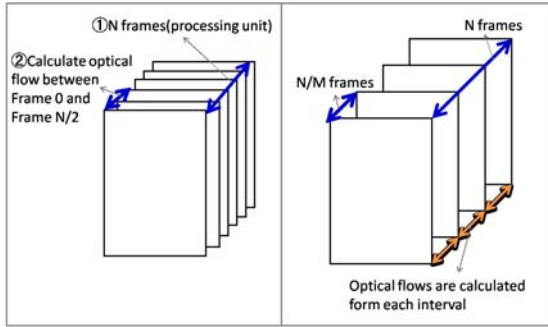 ①N frames(processing unit)
②Calculate optical
flow between
Frame 0 and
Frame N/2
N frames
N/M frames
Optical flows are calculated
form each interval